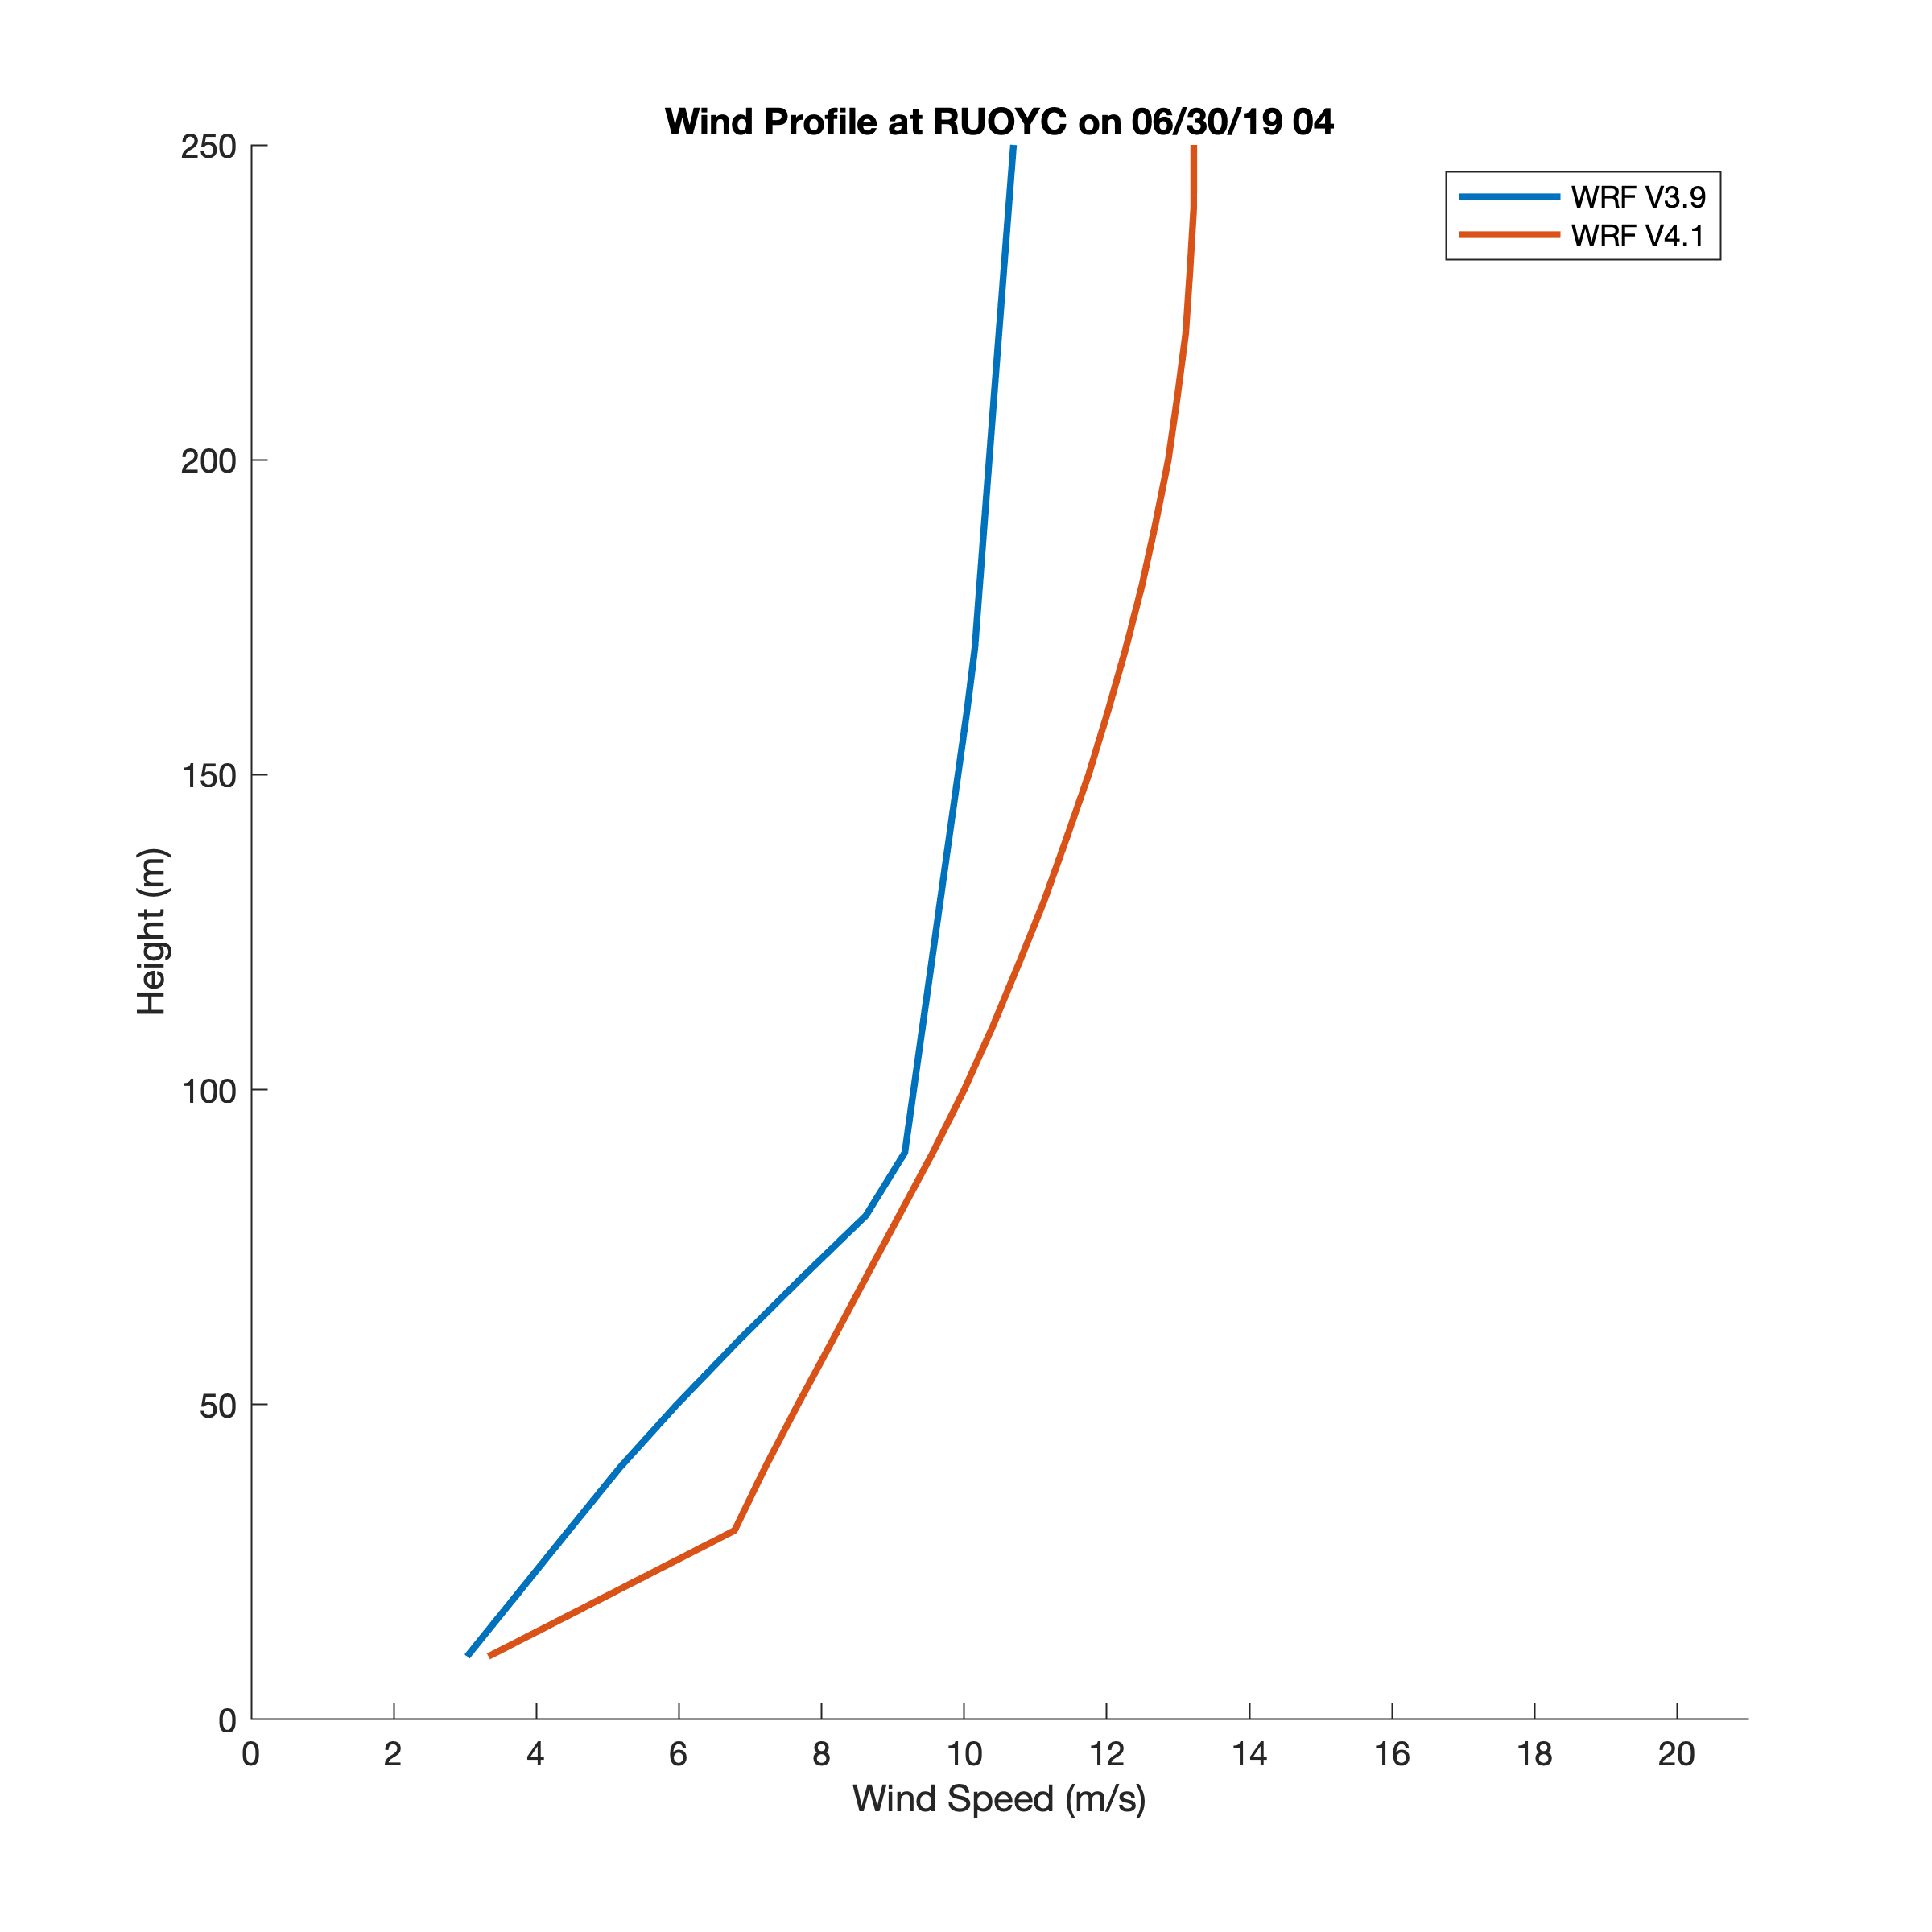 Wind Profile at RUOYC on 06/30/19 04
WRF V3.9
WRF V4.1
250
200
150
100
50
0
Height (m)
0 2 4 6 8 10 12 14 16 18 20
Wind Speed (m/s)